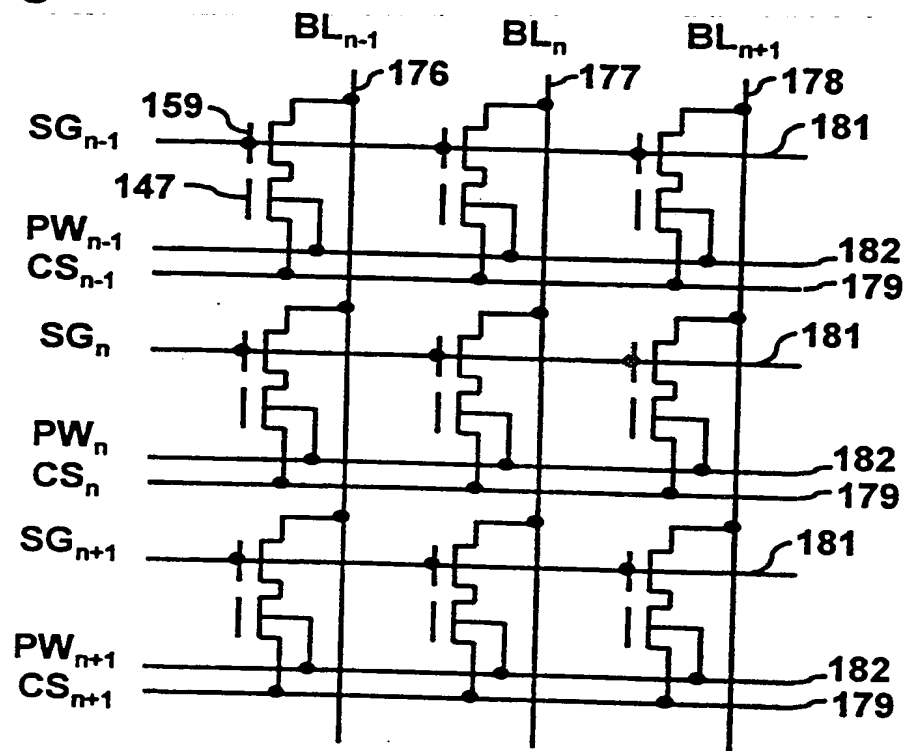 BLn-1 BLn BLn+1
176 177 178
159
SGn-1 181
147
PWn-1 182
CSn-1 179
SGn 181
PWn 182
CSn 179
SGn+1 181
PWn+1 182
CSn+1 179